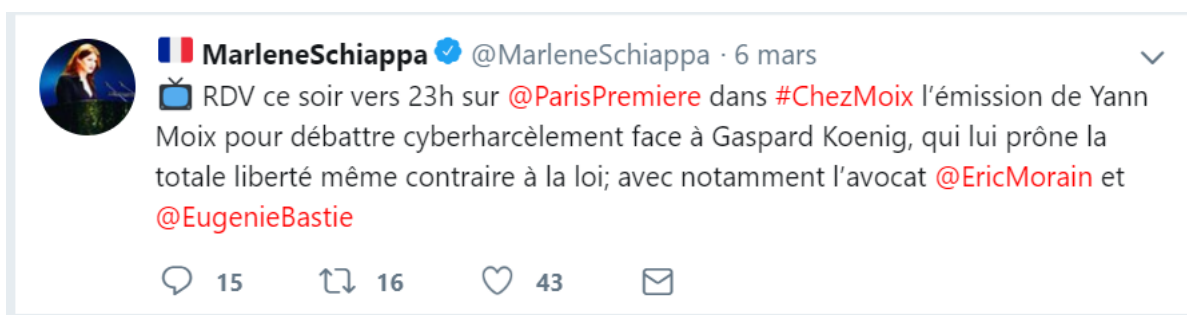 🇫🇷 MarleneSchiappa @MarleneSchiappa · 6 mars
📺 RDV ce soir vers 23h sur @ParisPremiere dans #ChezMoix l’émission de Yann
Moix pour débattre cyberharcèlement face à Gaspard Koenig, qui lui prône la
totale liberté même contraire à la loi; avec notamment l’avocat @EricMorain et
@EugenieBastie
15 16 43